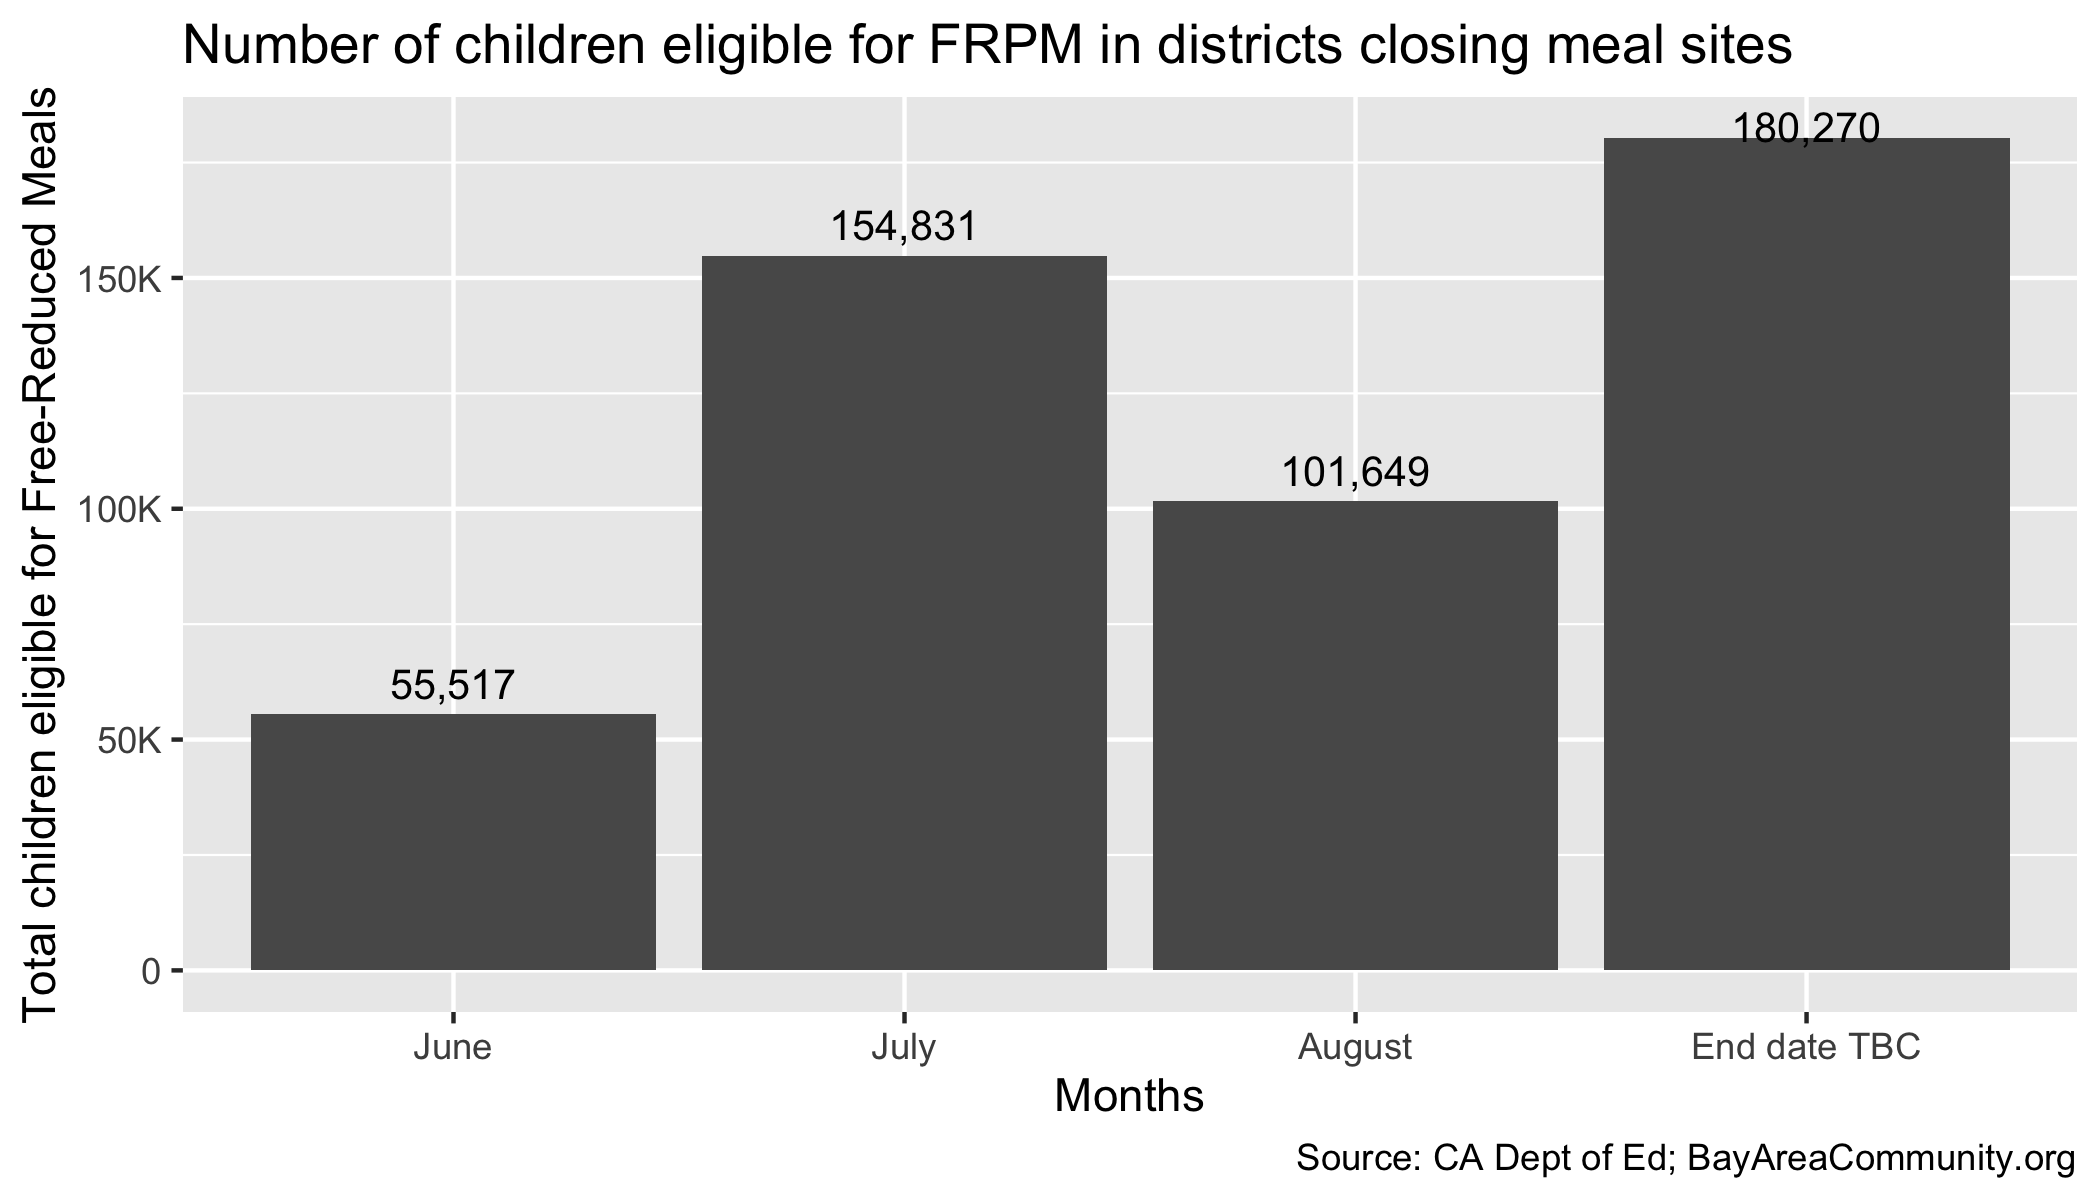 Number of children eligible for FRPM in districts closing meal sites
Total children eligible for Free-Reduced Meals
180,270
154,831
101,649
55,517
150K
100K
50K
0
June
July
August
End date TBC
Months
Source: CA Dept of Ed; BayAreaCommunity.org